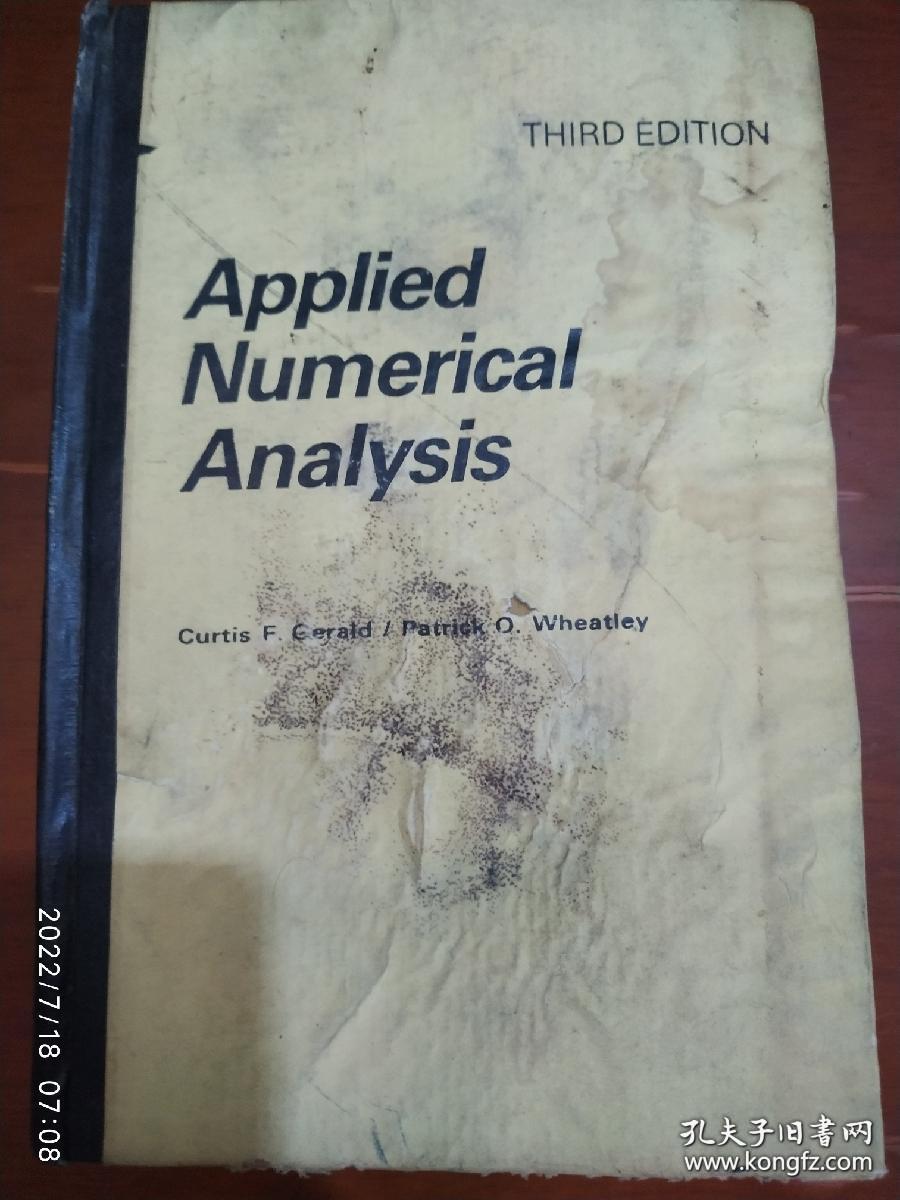 THIRD EDITION
Applied
Numerical
Analysis
Curtis F. Gerald / Patrick O. Wheatley
2022/7/18 07:08
孔夫子旧書网
www.kongfz.com